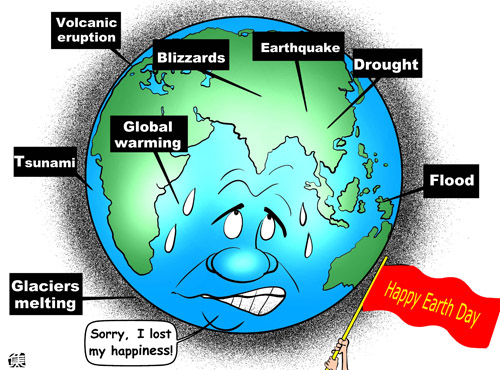 Volcanic
eruption
Blizzards
Earthquake
Drought
Global
warming
Tsunami
Flood
Glaciers
melting
Happy Earth Day
Sorry, I lost
my happiness!